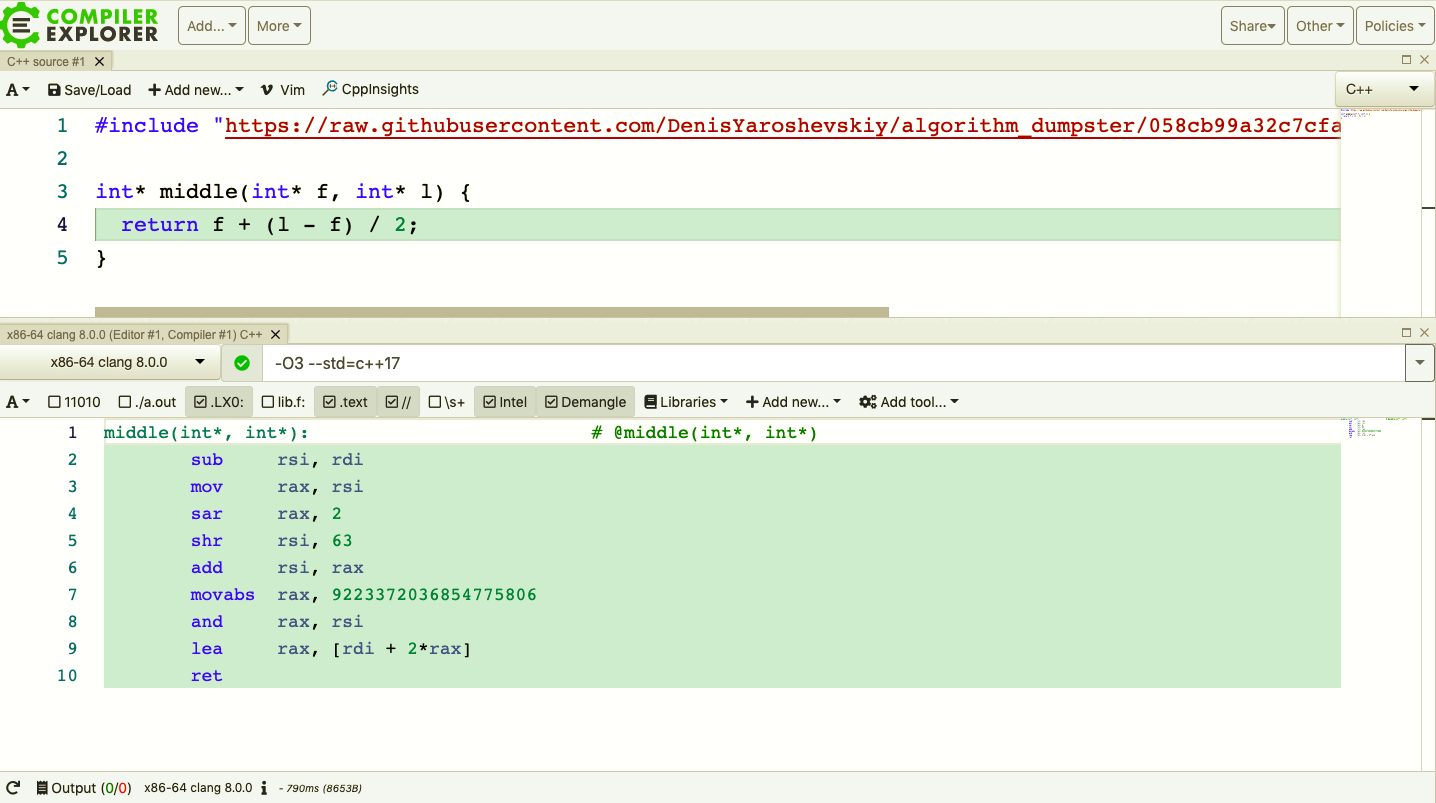 COMPILER
EXPLORER
Add...
More
Share
Other
Policies
C++ source #1
A
Save/Load
Add new...
Vim
CppInsights
C++
1 #include "https://raw.githubusercontent.com/DenisYaroshevskiy/algorithm_dumpster/058cb99a32c7cfa
2
3 int* middle(int* f, int* l) {
4 return f + (l - f) / 2;
5 }
x86-64 clang 8.0.0 (Editor #1, Compiler #1) C++
x86-64 clang 8.0.0
-O3 --std=c++17
A
11010
./a.out
.LX0:
lib.f:
.text
//
\s+
Intel
Demangle
Libraries
Add new...
Add tool...
1 middle(int*, int*): # @middle(int*, int*)
2 sub rsi, rdi
3 mov rax, rsi
4 sar rax, 2
5 shr rsi, 63
6 add rsi, rax
7 movabs rax, 9223372036854775806
8 and rax, rsi
9 lea rax, [rdi + 2*rax]
10 ret
Output (0/0) x86-64 clang 8.0.0 i - 790ms (8653B)